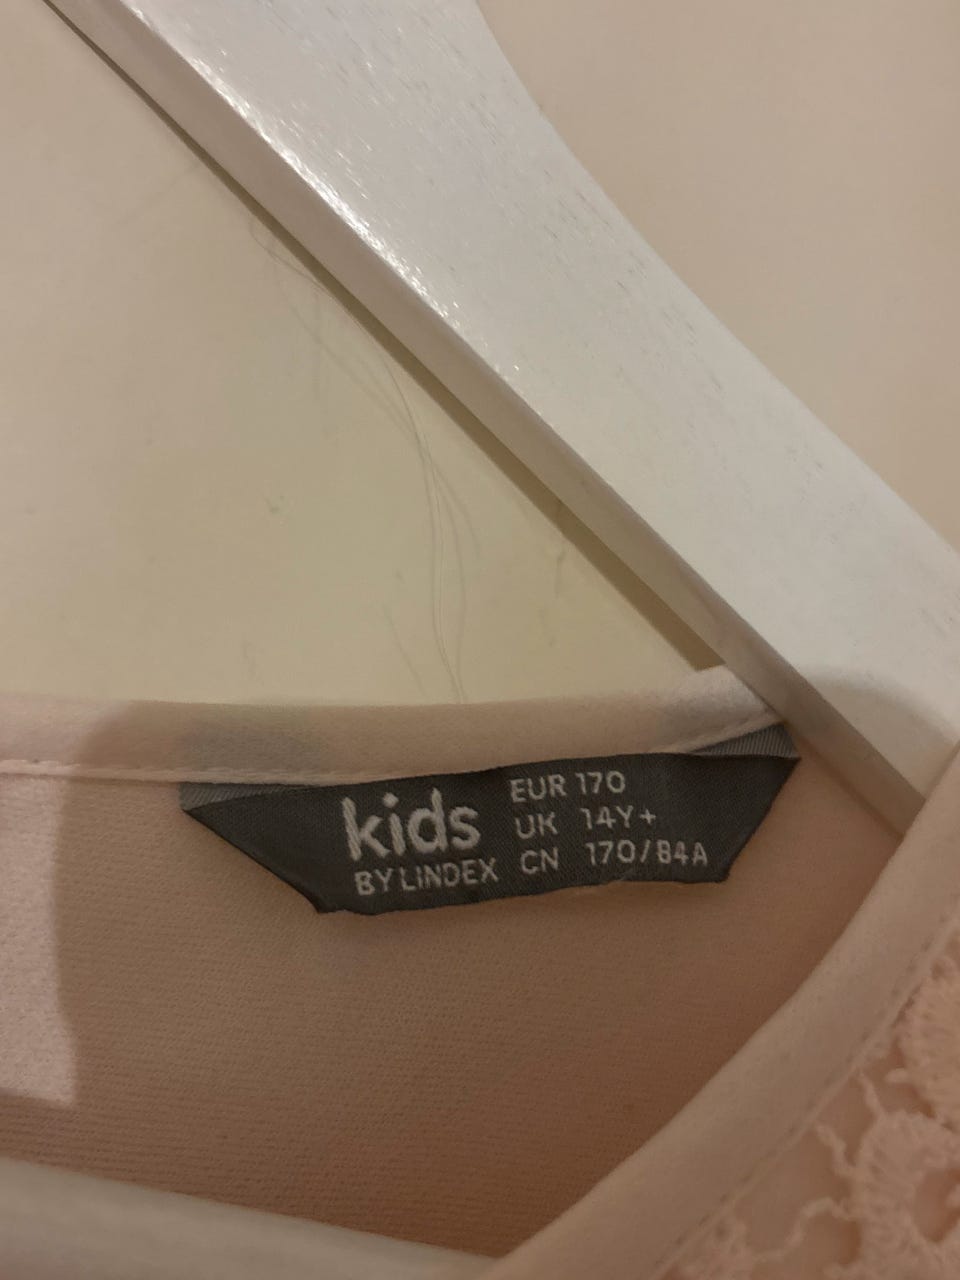 kids
BY LINDEX
EUR 170
UK 14Y+
CN 170/84A